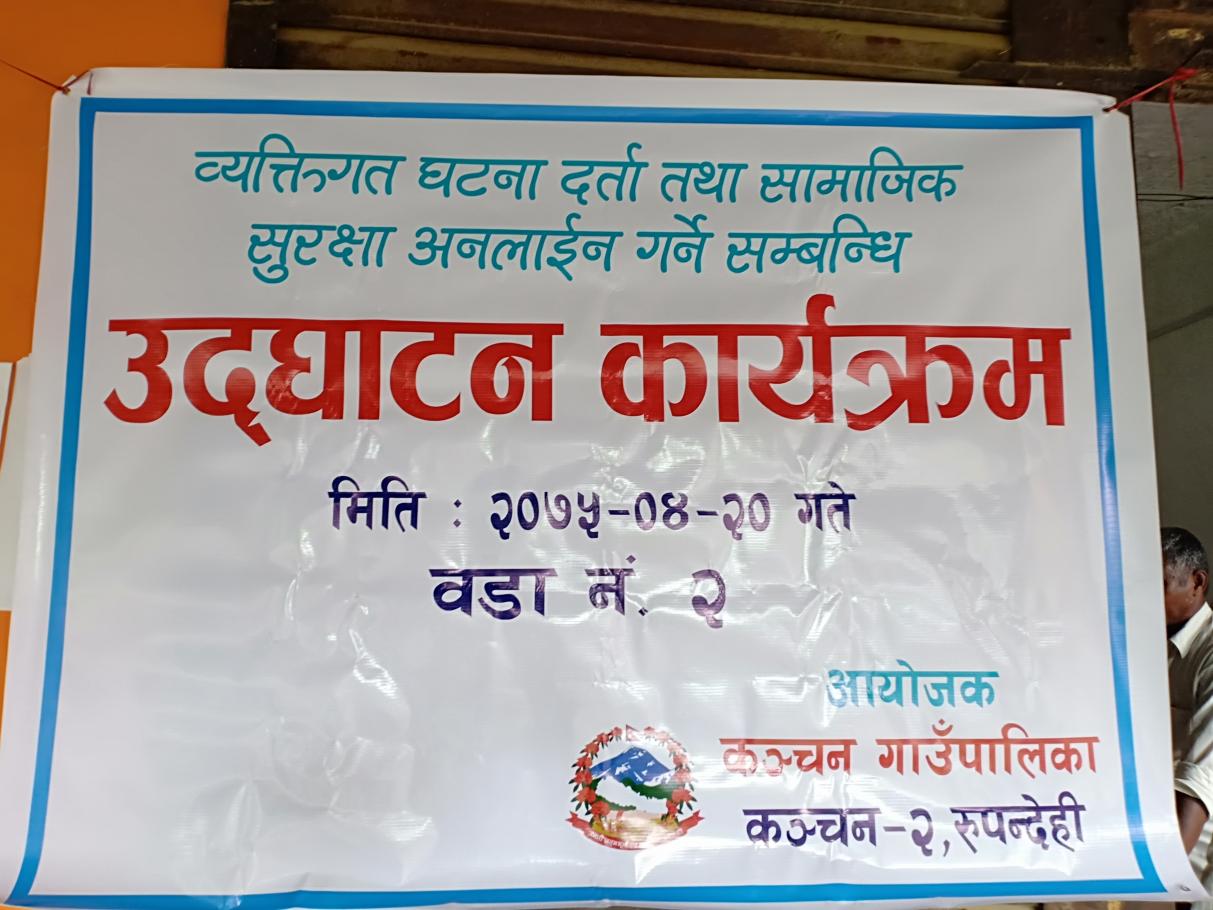 व्यक्तिगत घटना दर्ता तथा सामाजिक
सुरक्षा अनलाईन गर्ने सम्बन्धि
उद्‌घाटन कार्यक्रम
मिति : २०७५-०४-२० गते
वडा नं. २
आयोजक
कञ्चन गाउँपालिका
कञ्चन-२,रुपन्देही